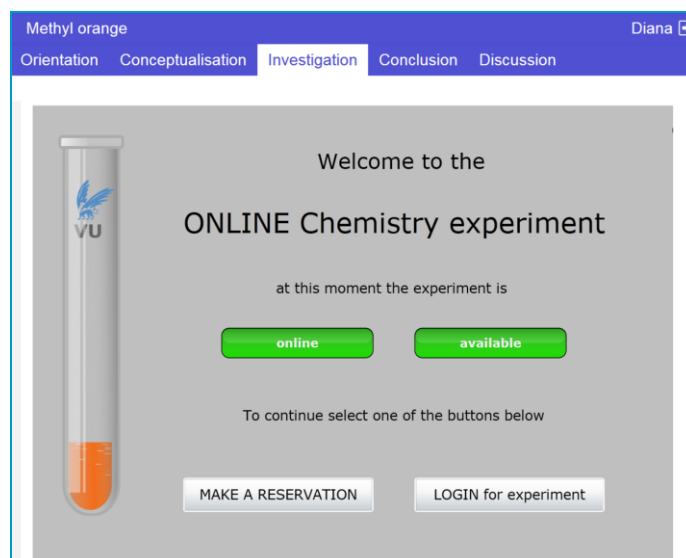 Methyl orange Diana
Orientation Conceptualisation Investigation Conclusion Discussion
VU
Welcome to the
ONLINE Chemistry experiment
at this moment the experiment is
online available
To continue select one of the buttons below
MAKE A RESERVATION LOGIN for experiment